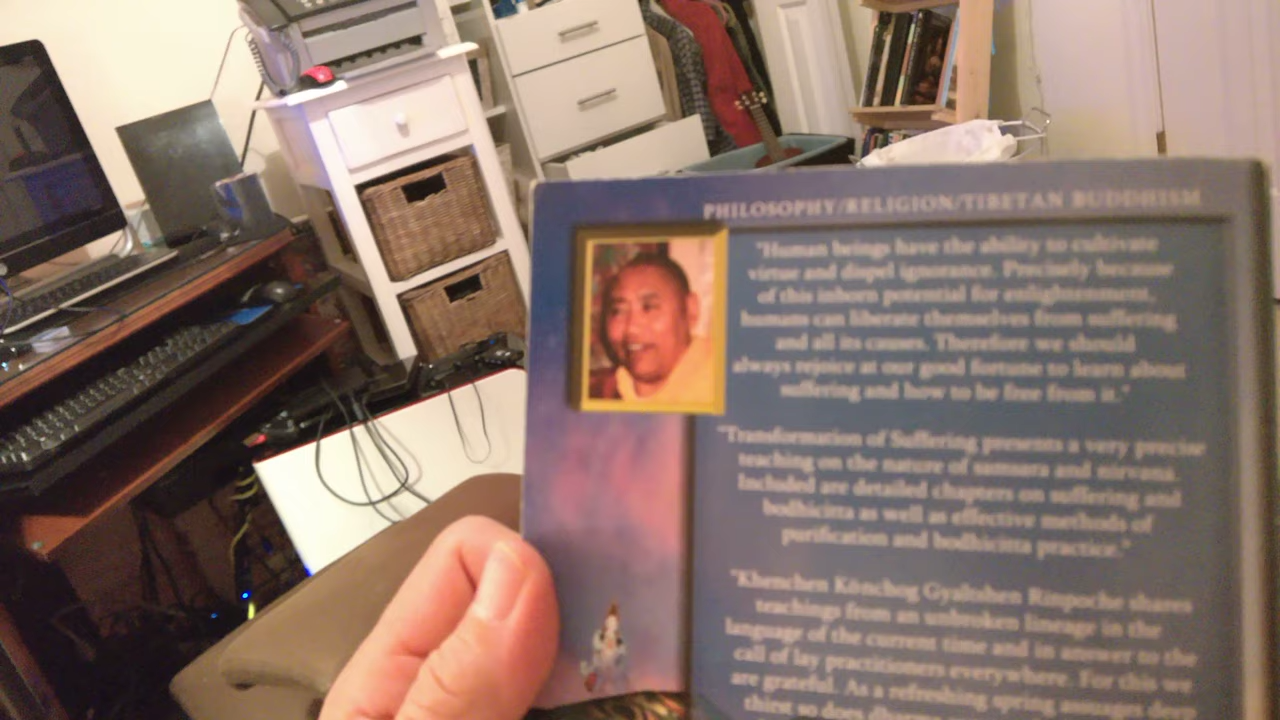 PHILOSOPHY/RELIGION/TIBETAN BUDDHISM
"Human beings have the ability to cultivate
virtue and dispel ignorance. Precisely because
of this inborn potential for enlightenment,
humans can liberate themselves from suffering
and all its causes. Therefore we should
always rejoice at our good fortune to learn about
suffering and how to be free from it."
"Transformation of Suffering presents a very precise
teaching on the nature of samsara and nirvana.
Included are detailed chapters on suffering and
bodhicitta as well as effective methods of
purification and bodhicitta practice."
"Khenchen Könchog Gyaltshen Rinpoche shares
teachings from an unbroken lineage in the
language of the current time and in answer to the
call of lay practitioners everywhere. For this we
are grateful. As a refreshing spring assuages deep
thirst so does